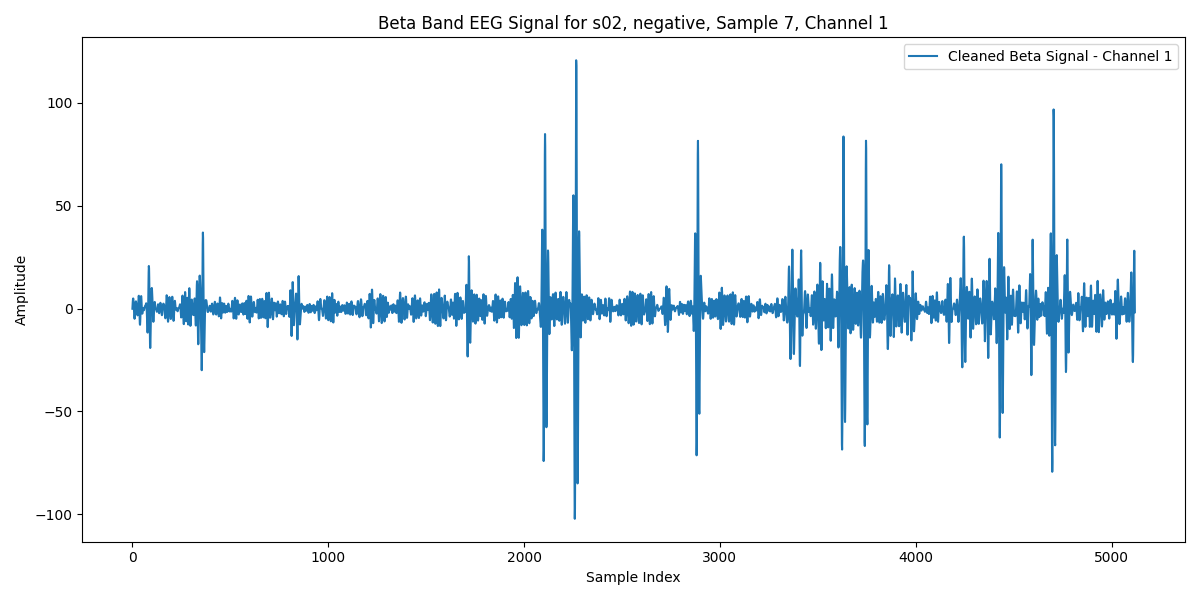 Beta Band EEG Signal for s02, negative, Sample 7, Channel 1
Cleaned Beta Signal - Channel 1
Amplitude
100
50
0
−50
−100
0 1000 2000 3000 4000 5000
Sample Index